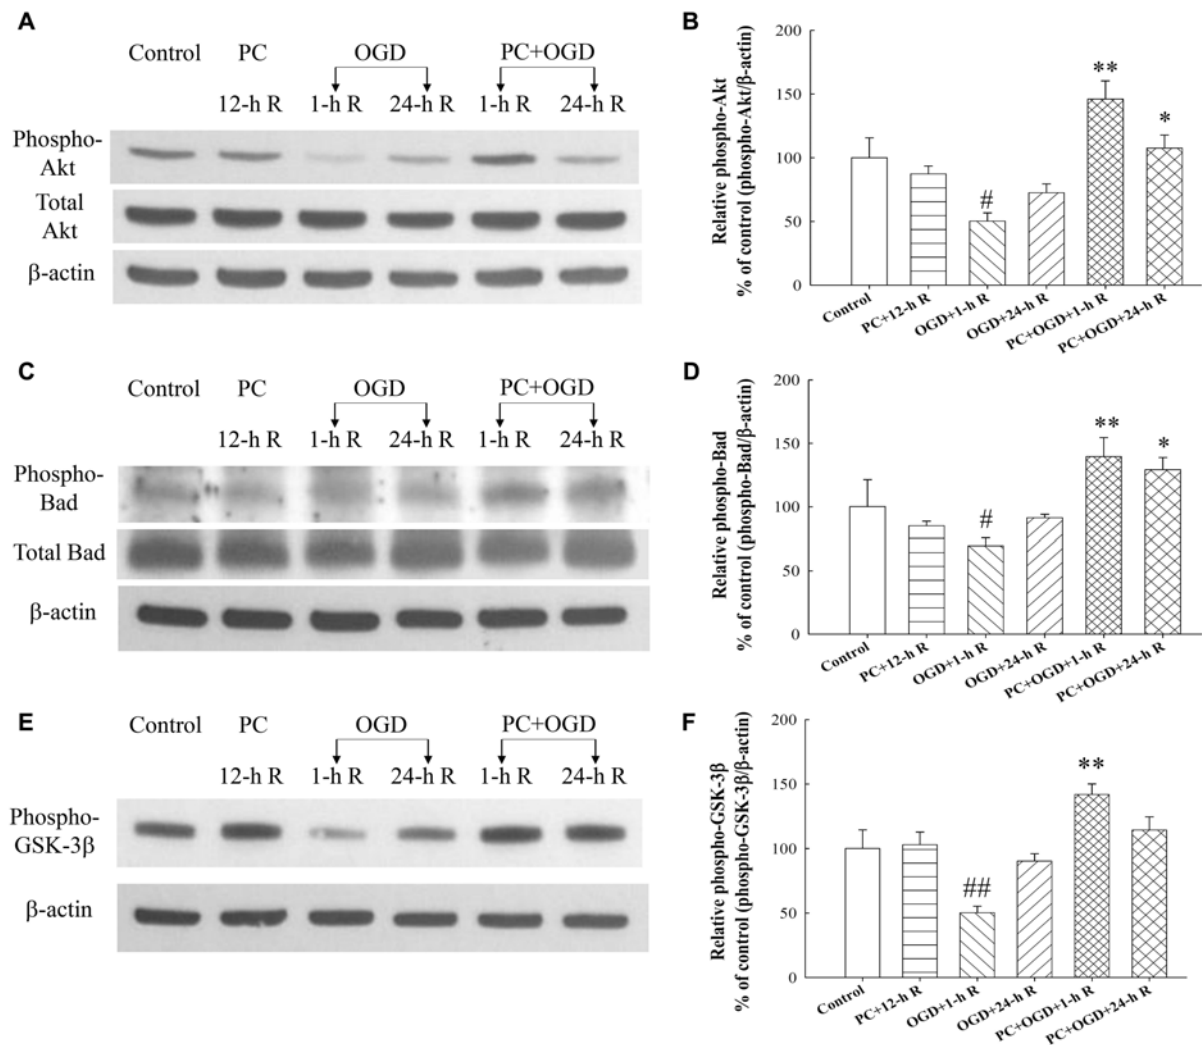 A
Control PC OGD PC+OGD
12-h R 1-h R 24-h R 1-h R 24-h R
Phospho-
Akt
Total
Akt
β-actin
B
Relative phospho-Akt
% of control (phospho-Akt/β-actin)
200
150
100
50
0
**
*
#
Control
PC+12-h R
OGD+1-h R
OGD+24-h R
PC+OGD+1-h R
PC+OGD+24-h R
C
Control PC OGD PC+OGD
12-h R 1-h R 24-h R 1-h R 24-h R
Phospho-
Bad
Total Bad
β-actin
D
Relative phospho-Bad
% of control (phospho-Bad/β-actin)
200
150
100
50
0
**
*
#
Control
PC+12-h R
OGD+1-h R
OGD+24-h R
PC+OGD+1-h R
PC+OGD+24-h R
E
Control PC OGD PC+OGD
12-h R 1-h R 24-h R 1-h R 24-h R
Phospho-
GSK-3β
β-actin
F
Relative phospho-GSK-3β
% of control (phospho-GSK-3β/β-actin)
200
150
100
50
0
**
##
Control
PC+12-h R
OGD+1-h R
OGD+24-h R
PC+OGD+1-h R
PC+OGD+24-h R